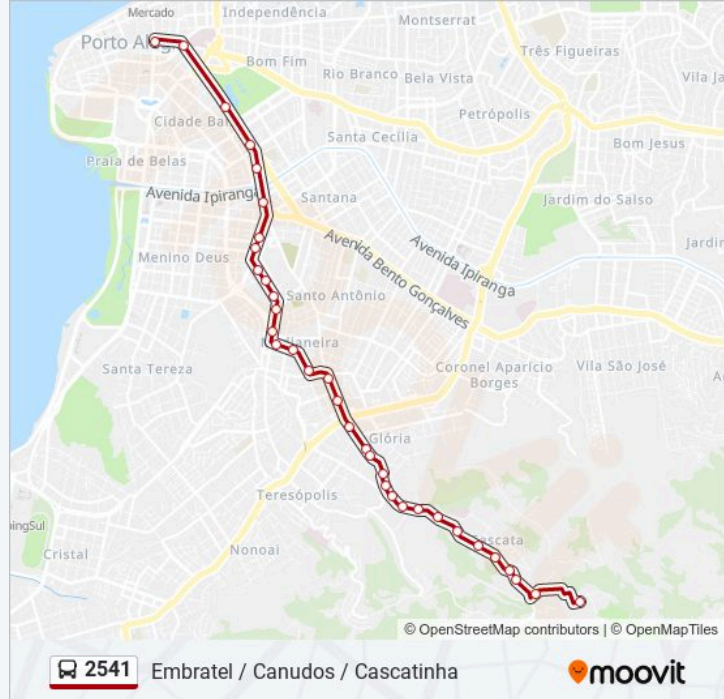 Mercado
Independência
Montserrat
Porto Aleg
Três Figueiras
Bom Fim
Rio Branco
Bela Vista
Vila Ja
Cidade Bai
Petrópolis
Santa Cecília
Bom Jesus
Praia de Belas
Avenida Ipiranga
Santana
Jardim do Salso
Avenida Bento Gonçalves
Avenida Ipiranga
Jardin
Menino Deus
Santo Antônio
Santa Tereza
Coronel Aparício
Borges
Vila São José
Glória
Teresópolis
ningSul
Cristal
Nonoai
© OpenStreetMap contributors | © OpenMapTiles
2541 Embratel / Canudos / Cascatinha
moovit